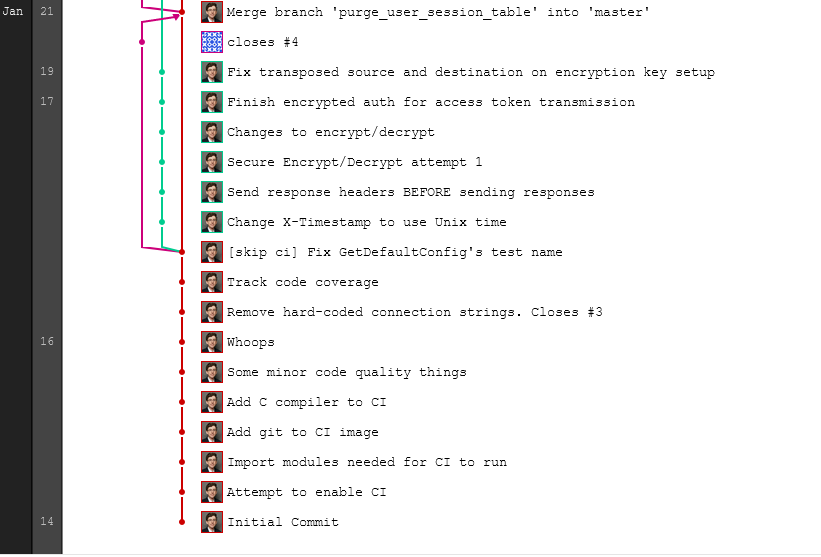 Jan 21 Merge branch 'purge_user_session_table' into 'master'
closes #4
19 Fix transposed source and destination on encryption key setup
17 Finish encrypted auth for access token transmission
Changes to encrypt/decrypt
Secure Encrypt/Decrypt attempt 1
Send response headers BEFORE sending responses
Change X-Timestamp to use Unix time
[skip ci] Fix GetDefaultConfig's test name
Track code coverage
Remove hard-coded connection strings. Closes #3
16 Whoops
Some minor code quality things
Add C compiler to CI
Add git to CI image
Import modules needed for CI to run
Attempt to enable CI
14 Initial Commit